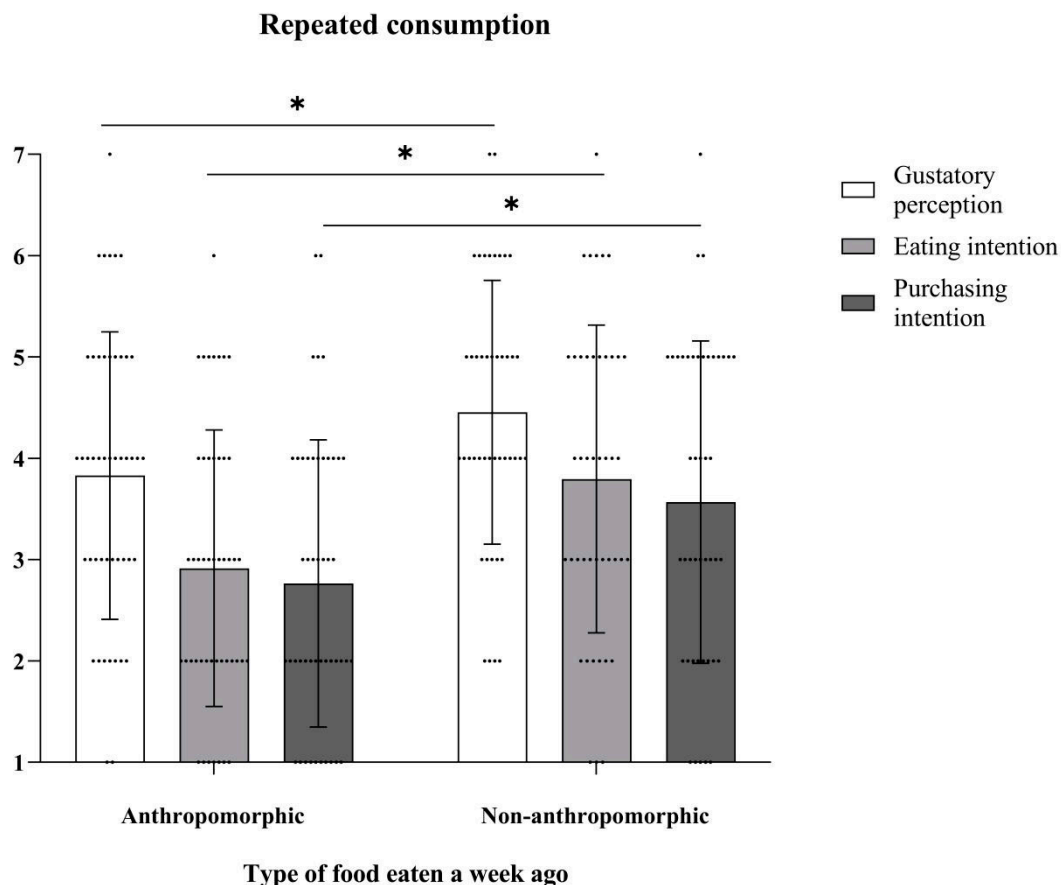 Repeated consumption
*
*
*
7
6
5
4
3
2
1
Gustatory
perception
Eating intention
Purchasing
intention
Anthropomorphic
Non-anthropomorphic
Type of food eaten a week ago